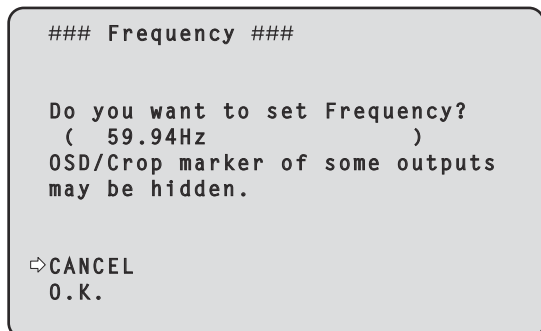 ### Frequency ###
Do you want to set Frequency?
( 59.94Hz )
OSD/Crop marker of some outputs
may be hidden.
⇨CANCEL
O.K.